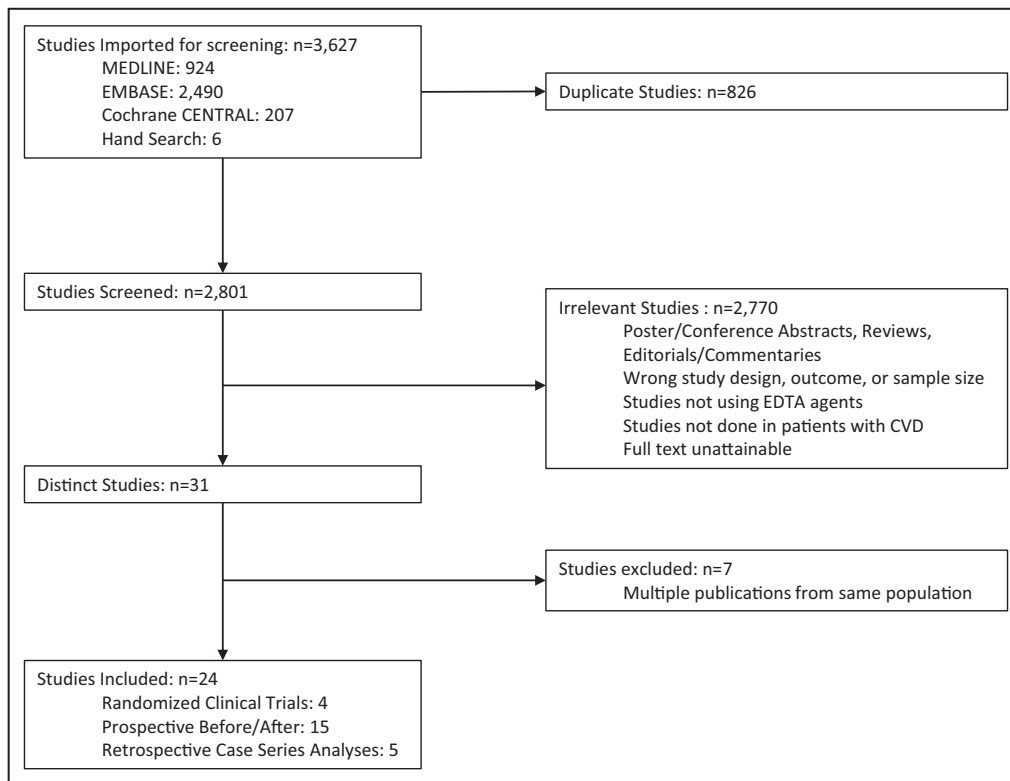 Studies Imported for screening: n=3,627
MEDLINE: 924
EMBASE: 2,490
Cochrane CENTRAL: 207
Hand Search: 6
Duplicate Studies: n=826
Studies Screened: n=2,801
Irrelevant Studies : n=2,770
Poster/Conference Abstracts, Reviews,
Editorials/Commentaries
Wrong study design, outcome, or sample size
Studies not using EDTA agents
Studies not done in patients with CVD
Full text unattainable
Distinct Studies: n=31
Studies excluded: n=7
Multiple publications from same population
Studies Included: n=24
Randomized Clinical Trials: 4
Prospective Before/After: 15
Retrospective Case Series Analyses: 5